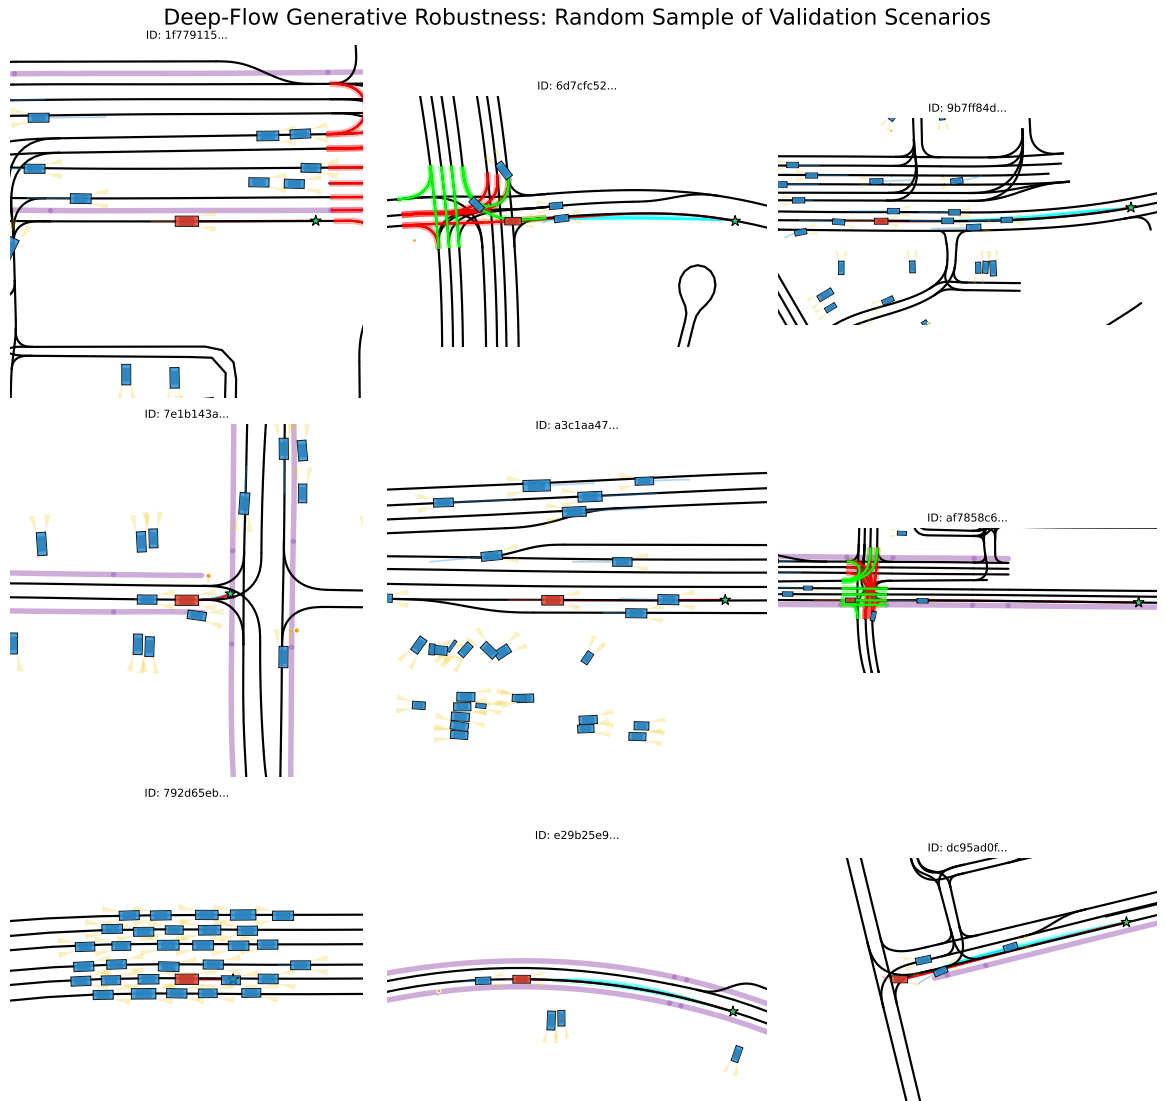 Deep-Flow Generative Robustness: Random Sample of Validation Scenarios
ID: 1f779115...
ID: 6d7cfc52...
ID: 9b7ff84d...
ID: 7e1b143a...
ID: a3c1aa47...
ID: af7858c6...
ID: 792d65eb...
ID: e29b25e9...
ID: dc95ad0f...